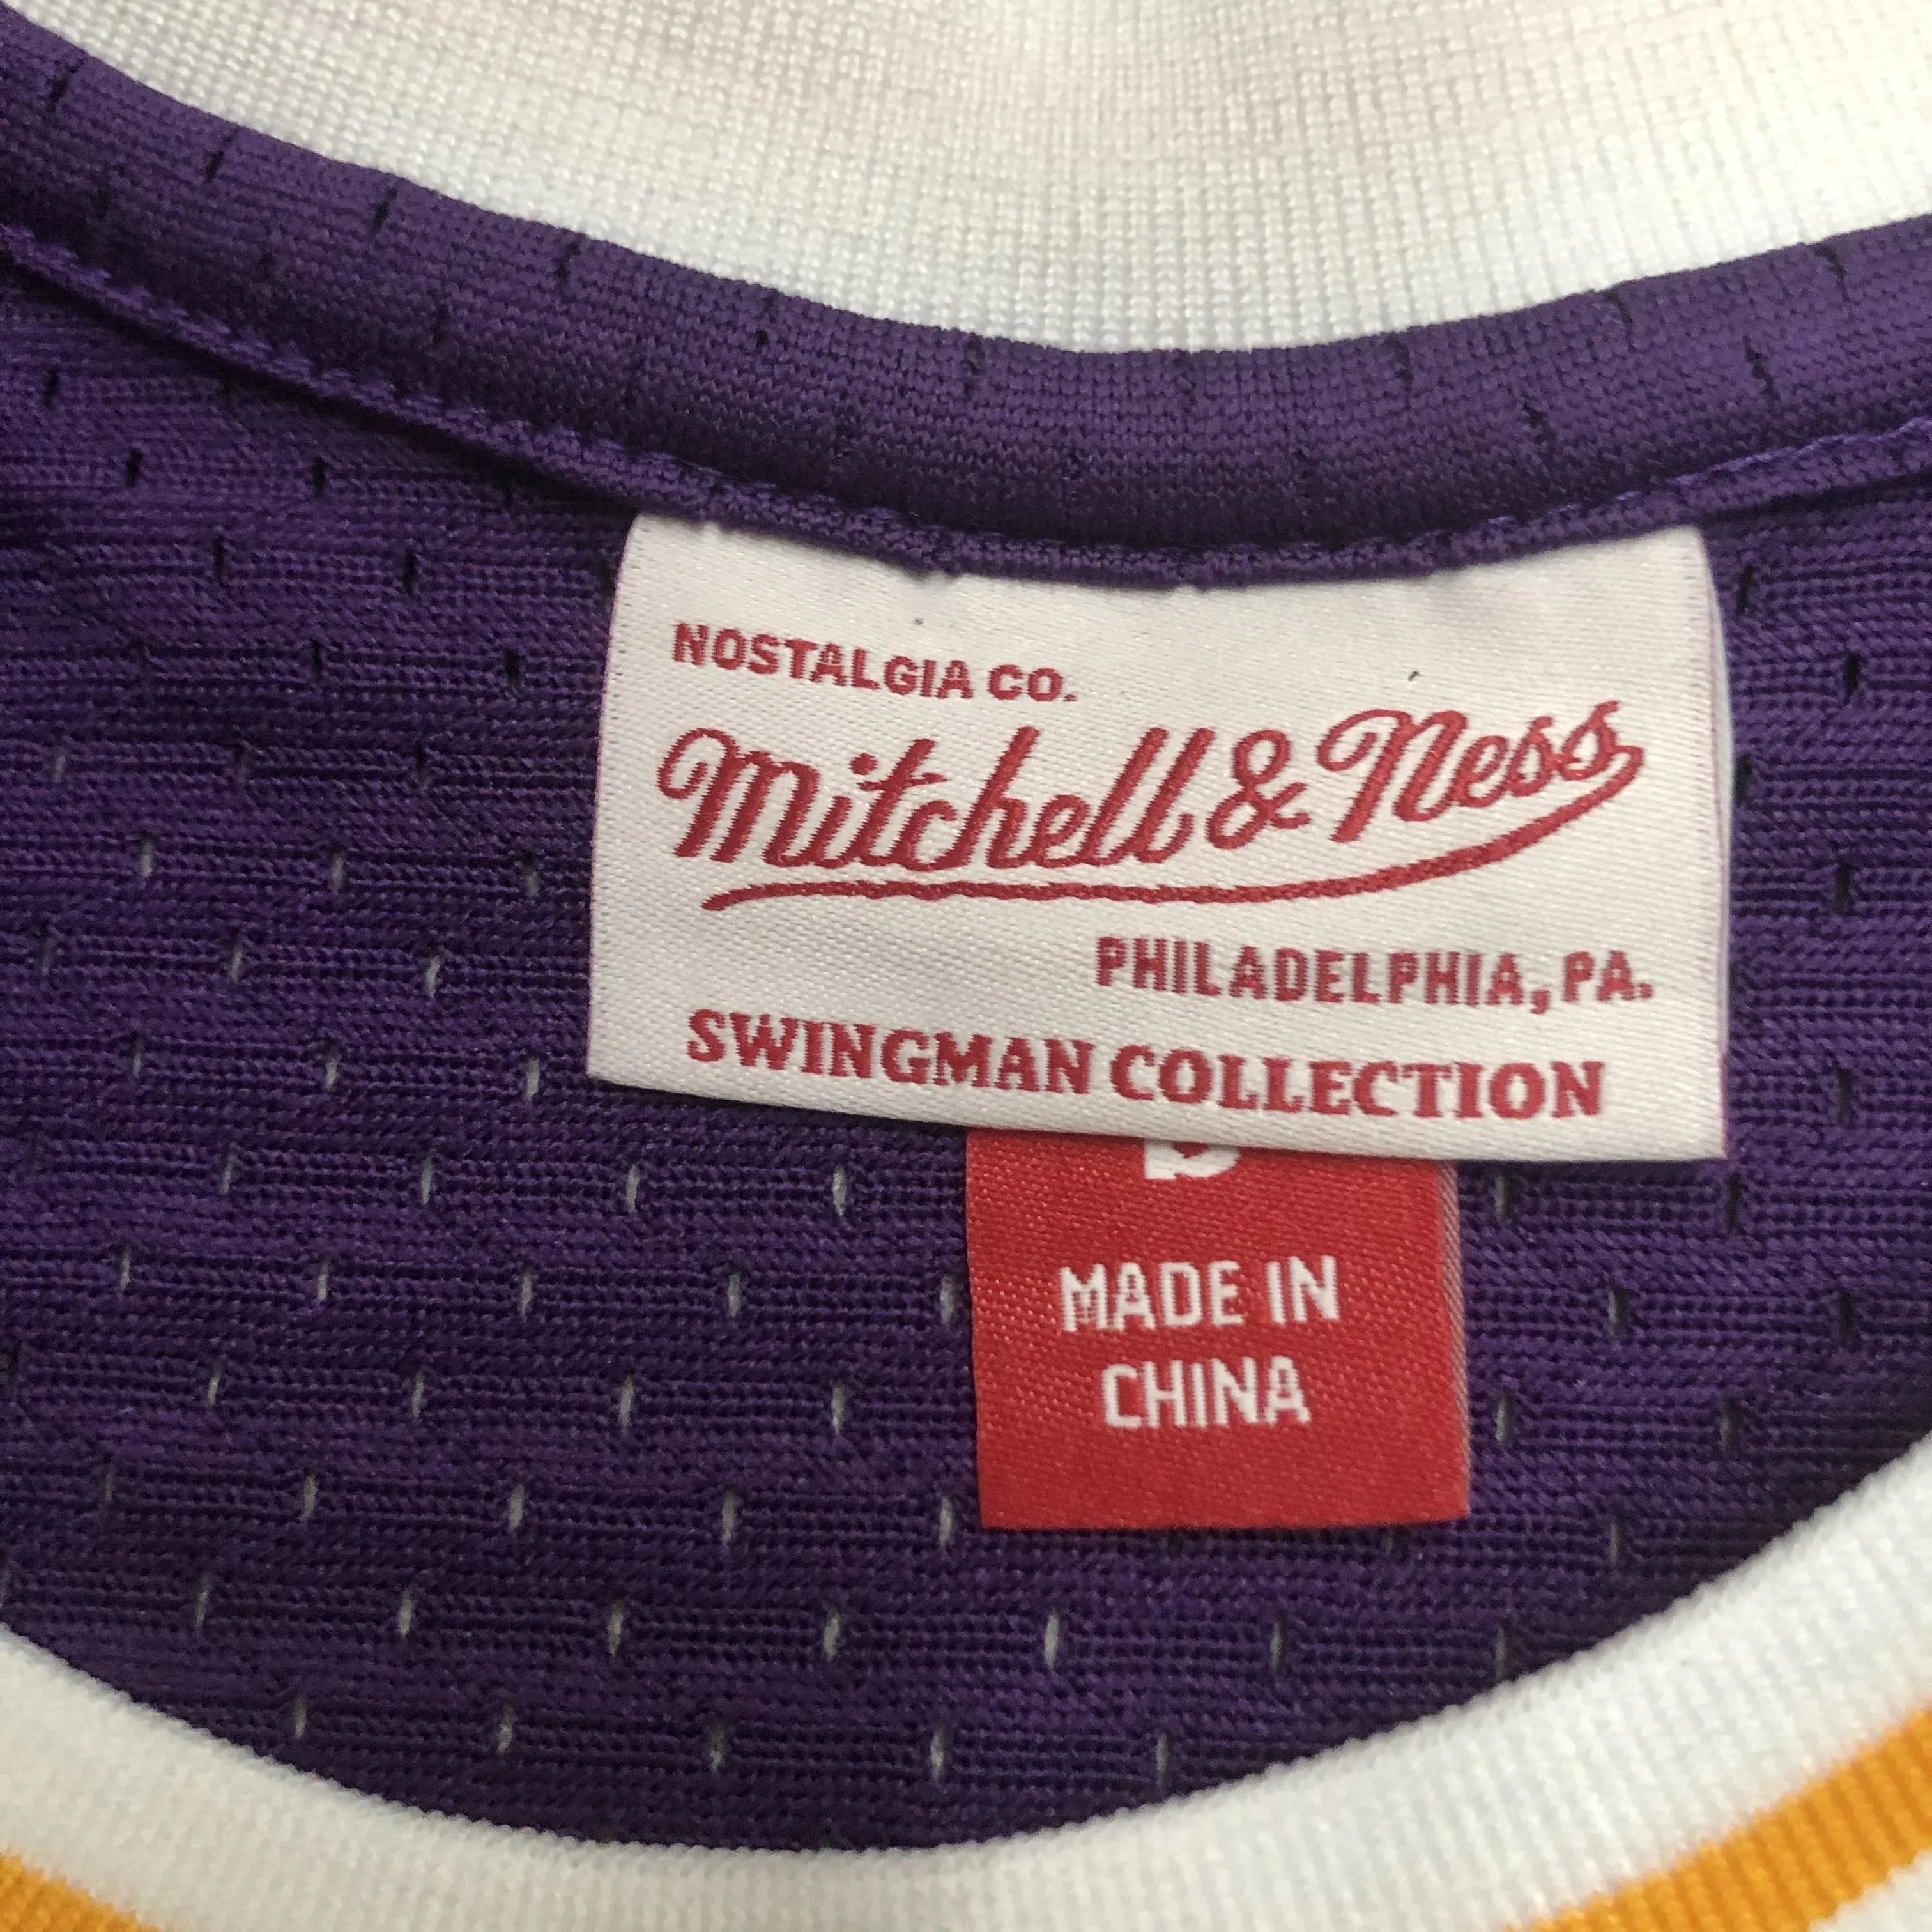 NOSTALGIA CO.
Mitchell & Ness
PHILADELPHIA, PA.
SWINGMAN COLLECTION
MADE IN
CHINA